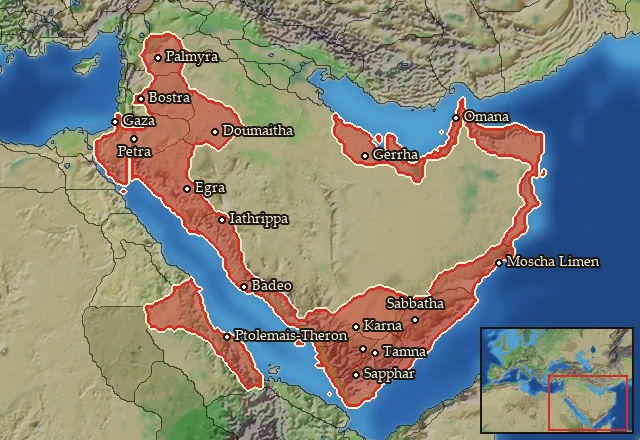 Palmyra
Bostra
Gaza
Omana
Doumaitha
Petra
Gerrha
Egra
Iathrippa
Moscha Limen
Badeo
Sabbatha
Karna
Ptolemais-Theron
Tamna
Sapphar